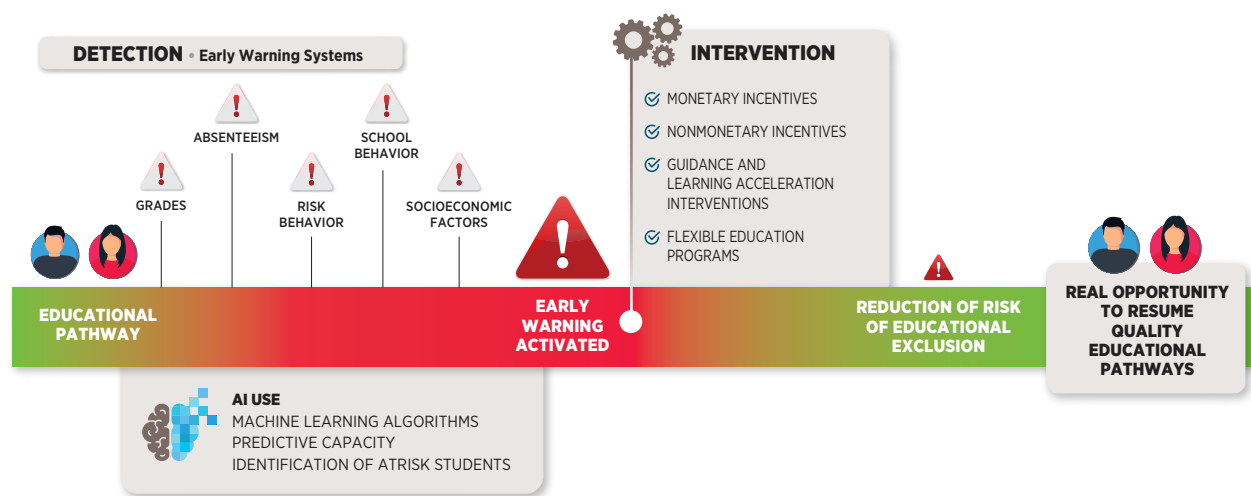 DETECTION • Early Warning Systems
ABSENTEEISM
SCHOOL
BEHAVIOR
GRADES
RISK
BEHAVIOR
SOCIOECONOMIC
FACTORS
INTERVENTION
MONETARY INCENTIVES
NONMONETARY INCENTIVES
GUIDANCE AND
LEARNING ACCELERATION
INTERVENTIONS
FLEXIBLE EDUCATION
PROGRAMS
EDUCATIONAL
PATHWAY
EARLY
WARNING
ACTIVATED
REDUCTION OF RISK
OF EDUCATIONAL
EXCLUSION
REAL OPPORTUNITY
TO RESUME
QUALITY
EDUCATIONAL
PATHWAYS
AI USE
MACHINE LEARNING ALGORITHMS
PREDICTIVE CAPACITY
IDENTIFICATION OF ATRISK STUDENTS